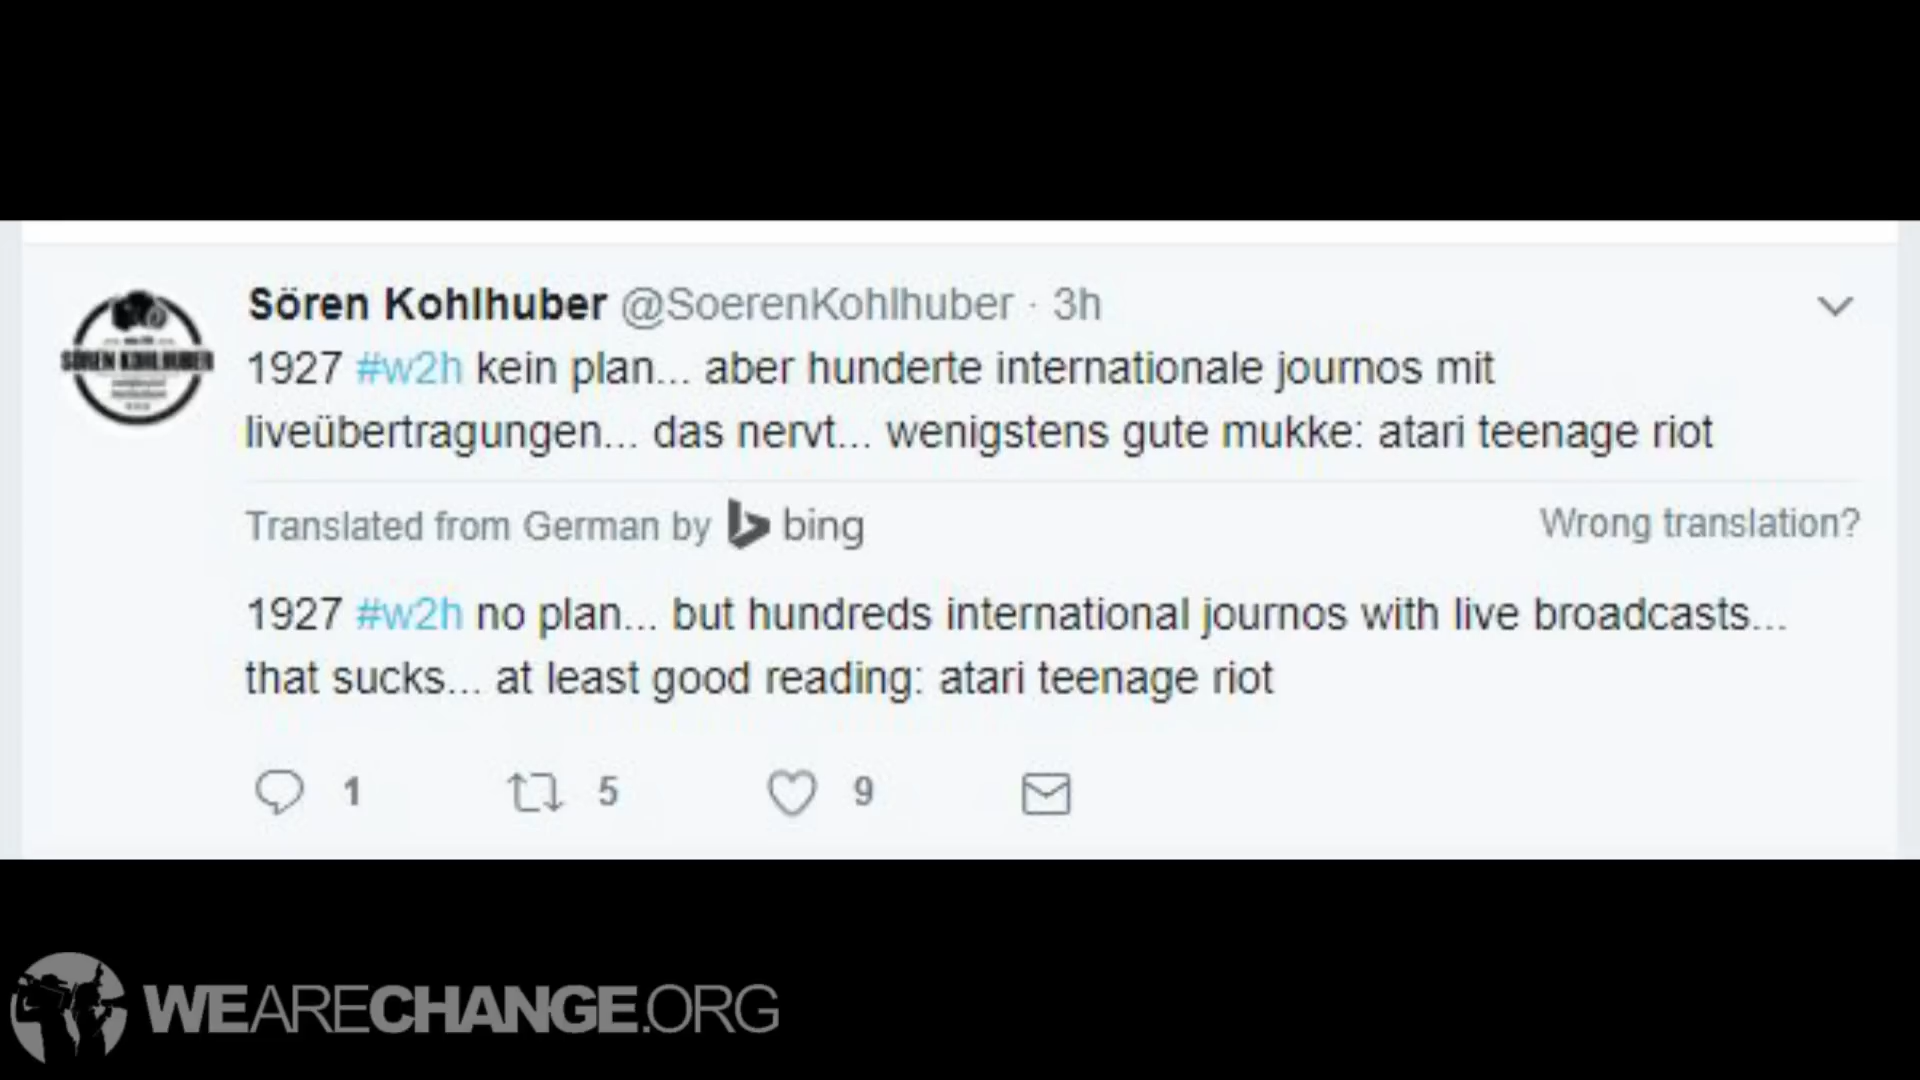 Sören Kohlhuber @SoerenKohlhuber · 3h
SÖREN KOHLHUBER
1927 #w2h kein plan... aber hunderte internationale journos mit
liveübertragungen... das nervt... wenigstens gute mukke: atari teenage riot
Translated from German by bing
Wrong translation?
1927 #w2h no plan... but hundreds international journos with live broadcasts...
that sucks... at least good reading: atari teenage riot
1 5 9
WEARECHANGE.ORG